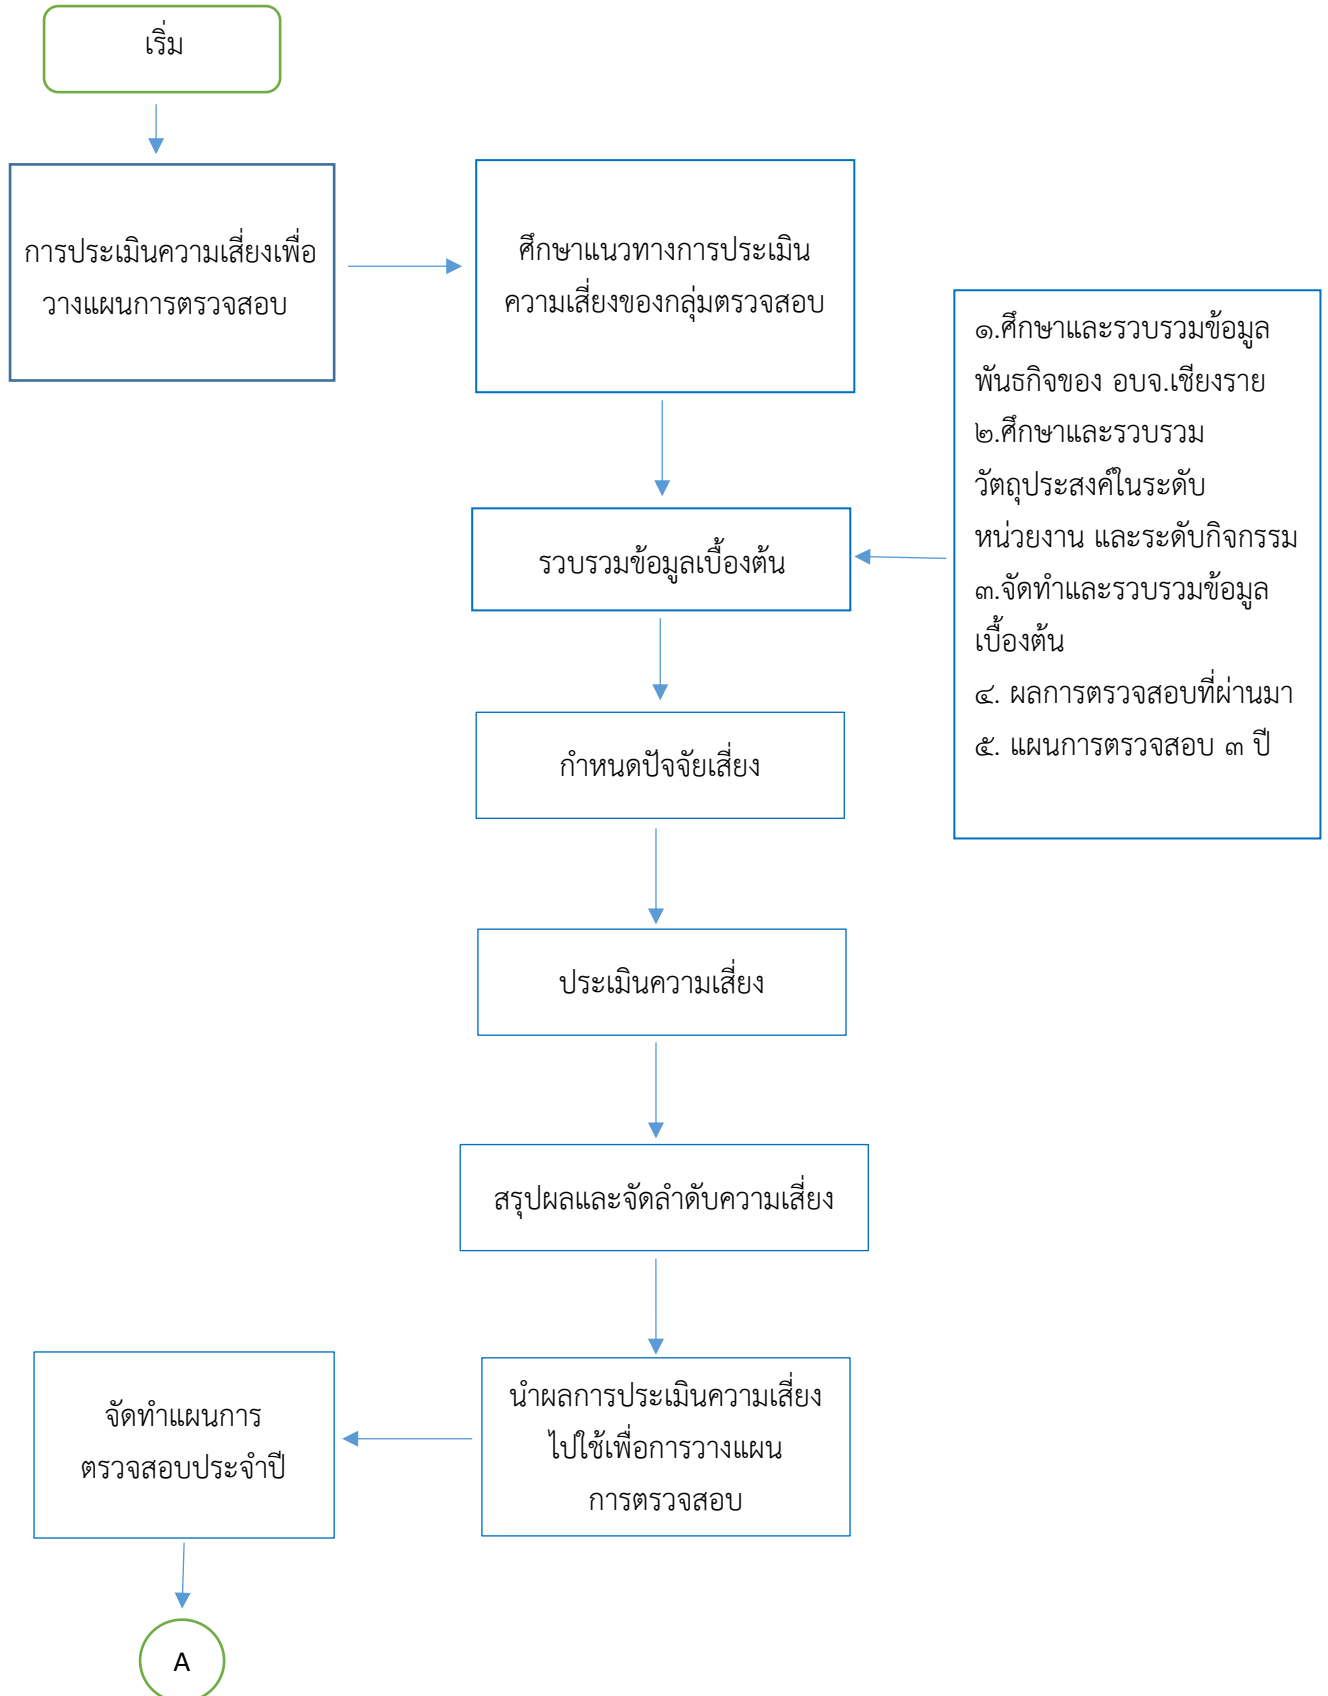 เริ่ม
การประเมินความเสี่ยงเพื่อ
วางแผนการตรวจสอบ
ศึกษาแนวทางการประเมิน
ความเสี่ยงของกลุ่มตรวจสอบ
๑.ศึกษาและรวบรวมข้อมูล
พันธกิจของ อบจ.เชียงราย
๒.ศึกษาและรวบรวม
วัตถุประสงค์ในระดับ
หน่วยงาน และระดับกิจกรรม
๓.จัดทำและรวบรวมข้อมูล
เบื้องต้น
๔. ผลการตรวจสอบที่ผ่านมา
๕. แผนการตรวจสอบ ๓ ปี
รวบรวมข้อมูลเบื้องต้น
กำหนดปัจจัยเสี่ยง
ประเมินความเสี่ยง
สรุปผลและจัดลำดับความเสี่ยง
นำผลการประเมินความเสี่ยง
ไปใช้เพื่อการวางแผน
การตรวจสอบ
จัดทำแผนการ
ตรวจสอบประจำปี
A